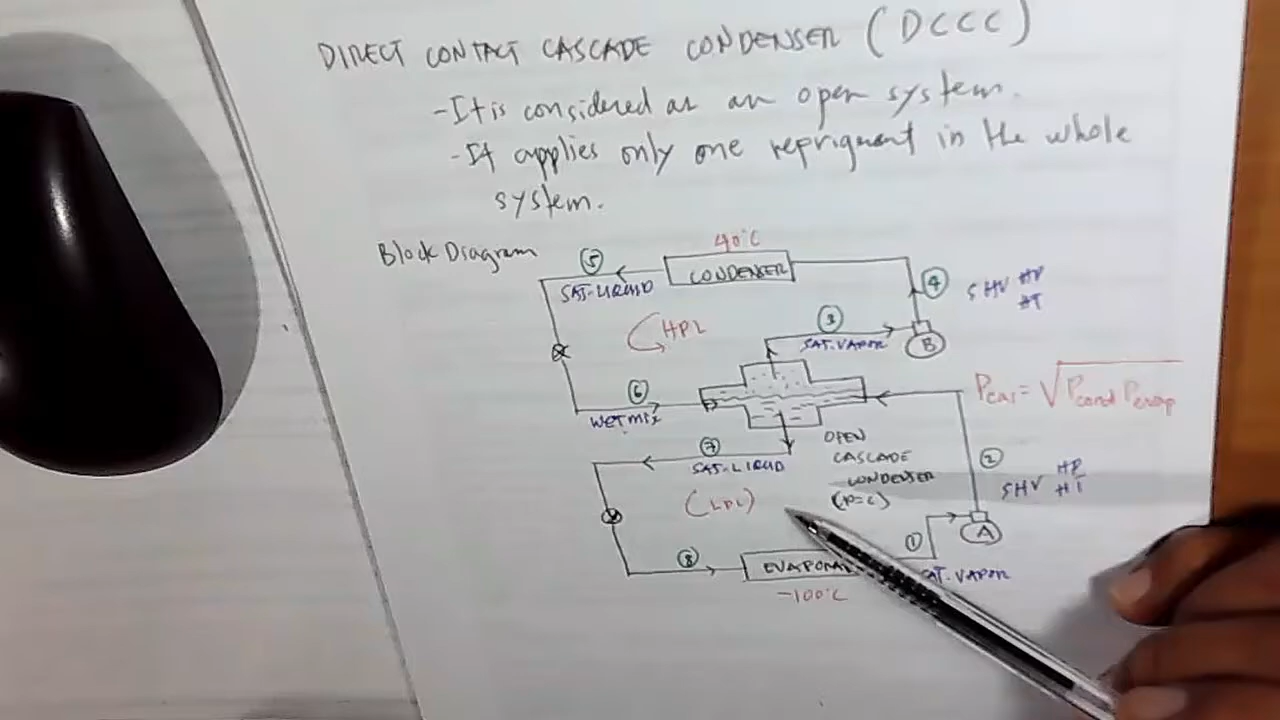 DIRECT CONTACT CASCADE CONDENSER (DCCC)
- It is considered as an open system.
- It applies only one reprigment in the whole
system.
Block Diagram
40°C
CONDENSER
5
SAT-LIQUID
4
SHV HP
HT
HPL
3
SAT.VAPOR
B
6
WET MIX
Pcas = √Pcond Pevap
7
SAT-LIQUID
OPEN
CASCADE
CONDENSER
(P=C)
2
SHV HP
HT
(LPL)
1
A
8
EVAPORA
SAT.VAPOR
-100°C